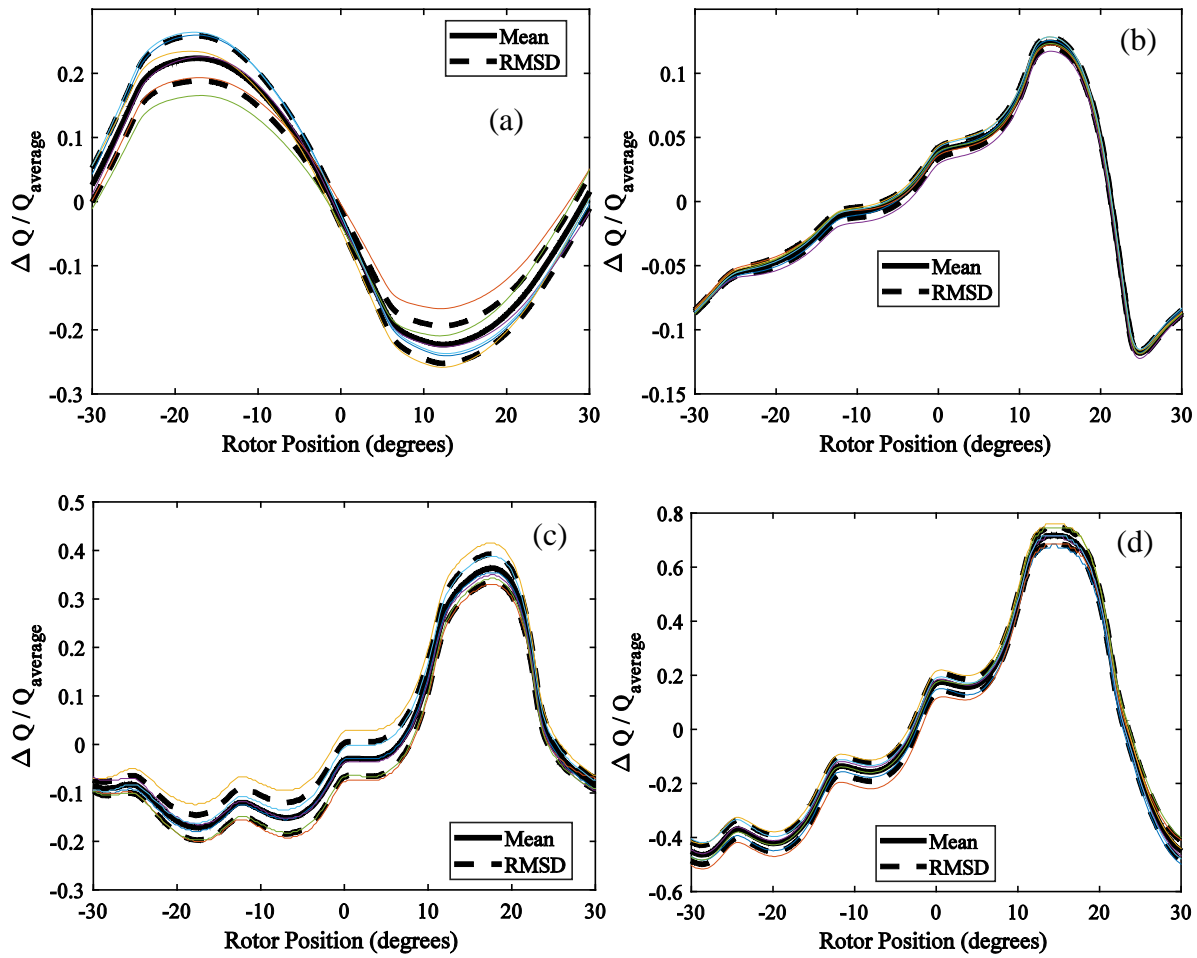 (a)
Mean
RMSD
Δ Q / Q average
0.2
0.1
0
-0.1
-0.2
-0.3
-30 -20 -10 0 10 20 30
Rotor Position (degrees)
(b)
Mean
RMSD
Δ Q / Q average
0.1
0.05
0
-0.05
-0.1
-0.15
-30 -20 -10 0 10 20 30
Rotor Position (degrees)
(c)
Mean
RMSD
Δ Q / Q average
0.5
0.4
0.3
0.2
0.1
0
-0.1
-0.2
-0.3
-30 -20 -10 0 10 20 30
Rotor Position (degrees)
(d)
Mean
RMSD
Δ Q / Q average
0.8
0.6
0.4
0.2
0
-0.2
-0.4
-0.6
-30 -20 -10 0 10 20 30
Rotor Position (degrees)